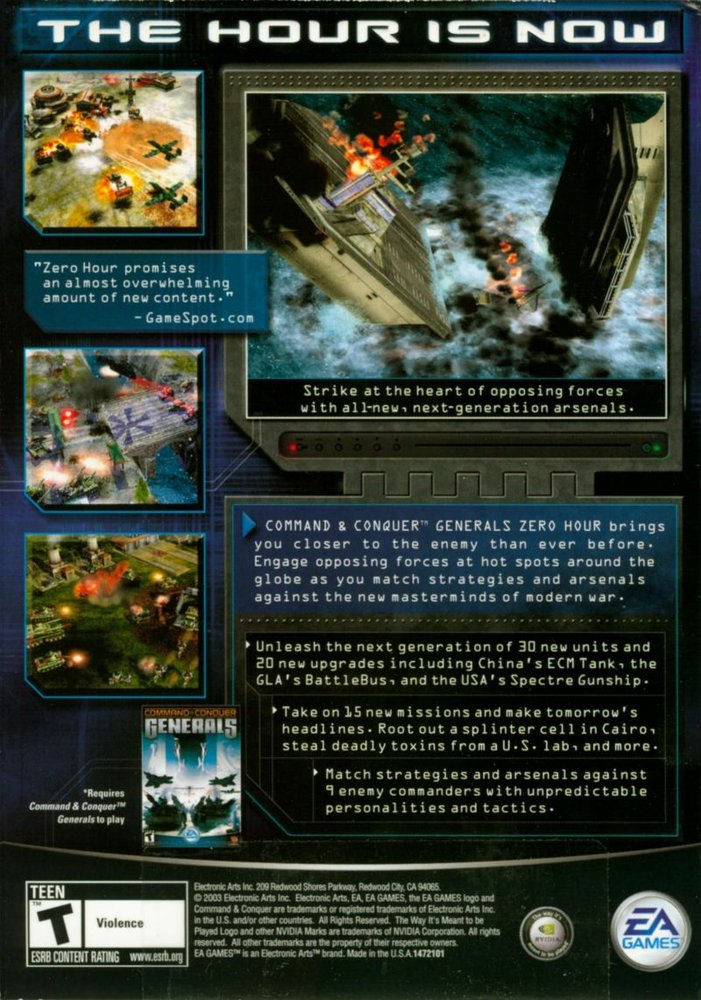 THE HOUR IS NOW
"Zero Hour promises
an almost overwhelming
amount of new content."
- GameSpot.com
Strike at the heart of opposing forces
with all-new, next-generation arsenals.
COMMAND & CONQUER™ GENERALS ZERO HOUR brings
you closer to the enemy than ever before.
Engage opposing forces at hot spots around the
globe as you match strategies and arsenals
against the new masterminds of modern war.
Unleash the next generation of 30 new units and
20 new upgrades including China's ECM Tank, the
GLA's BattleBus, and the USA's Spectre Gunship.
Take on 15 new missions and make tomorrow's
headlines. Root out a splinter cell in Cairo,
steal deadly toxins from a U.S. lab, and more.
Match strategies and arsenals against
9 enemy commanders with unpredictable
personalities and tactics.
COMMAND & CONQUER
GENERALS
*Requires
Command & Conquer™
Generals to play
TEEN
T™
Violence
ESRB CONTENT RATING www.esrb.org
Electronic Arts Inc. 209 Redwood Shores Parkway, Redwood City, CA 94065.
© 2003 Electronic Arts Inc. Electronic Arts, EA, EA GAMES, the EA GAMES logo and
Command & Conquer are trademarks or registered trademarks of Electronic Arts Inc.
in the U.S. and/or other countries. All Rights Reserved. The Way It's Meant to be
Played Logo and other NVIDIA Marks are trademarks of NVIDIA Corporation. All rights
reserved. All other trademarks are the property of their respective owners.
EA GAMES™ is an Electronic Arts™ brand. Made in the U.S.A. 1472101
The way it's
NVIDIA
meant to be played
EA
GAMES